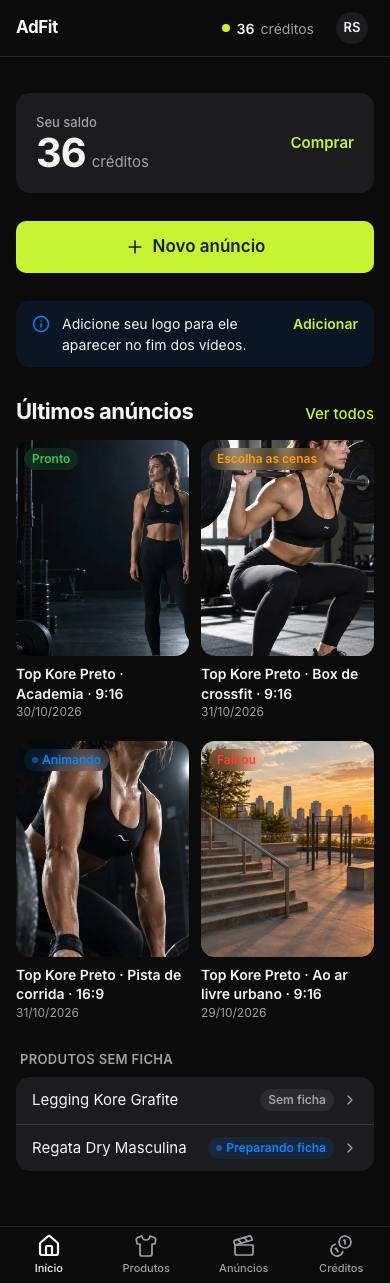 AdFit
36 créditos
RS
Seu saldo
36 créditos
Comprar
Novo anúncio
Adicione seu logo para ele
aparecer no fim dos vídeos.
Adicionar
Últimos anúncios
Ver todos
Pronto
Escolha as cenas
Top Kore Preto ·
Academia · 9:16
30/10/2026
Top Kore Preto · Box de
crossfit · 9:16
31/10/2026
Animando
Falhou
Top Kore Preto · Pista de
corrida · 16:9
31/10/2026
Top Kore Preto · Ao ar
livre urbano · 9:16
29/10/2026
PRODUTOS SEM FICHA
Legging Kore Grafite
Sem ficha
Regata Dry Masculina
Preparando ficha
Início
Produtos
Anúncios
Créditos